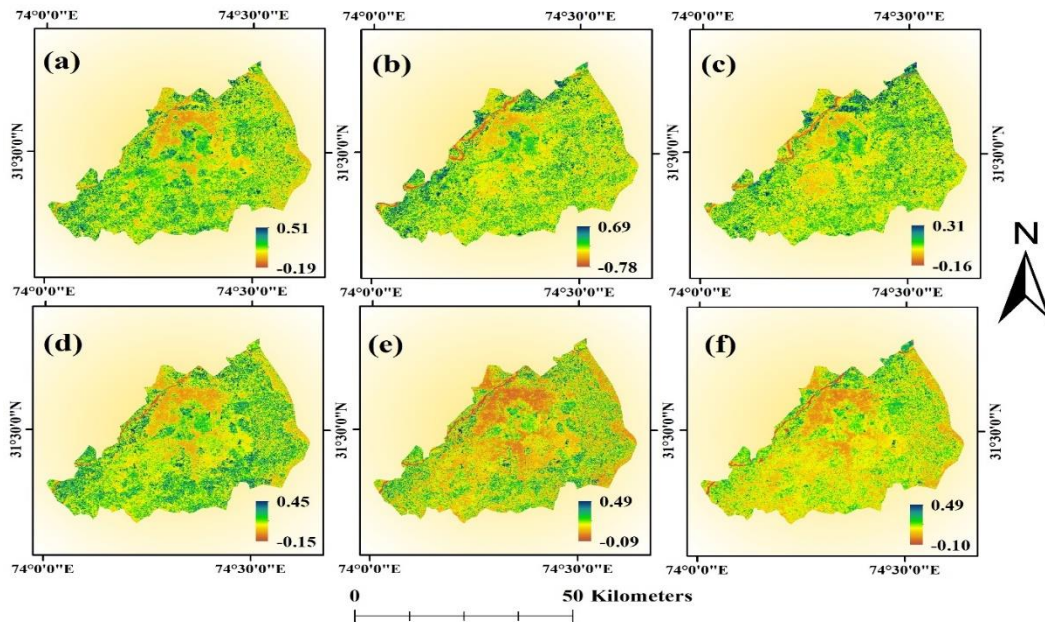 74°0'0"E 74°30'0"E 74°0'0"E 74°30'0"E 74°0'0"E 74°30'0"E
(a) (b) (c)
31°30'0"N 31°30'0"N 31°30'0"N 31°30'0"N
0.51 0.69 0.31
-0.19 -0.78 -0.16
N
74°0'0"E 74°30'0"E 74°0'0"E 74°30'0"E 74°0'0"E 74°30'0"E
(d) (e) (f)
31°30'0"N 31°30'0"N 31°30'0"N 31°30'0"N
0.45 0.49 0.49
-0.15 -0.09 -0.10
74°0'0"E 74°30'0"E 74°0'0"E 74°30'0"E 74°0'0"E 74°30'0"E
0 50 Kilometers